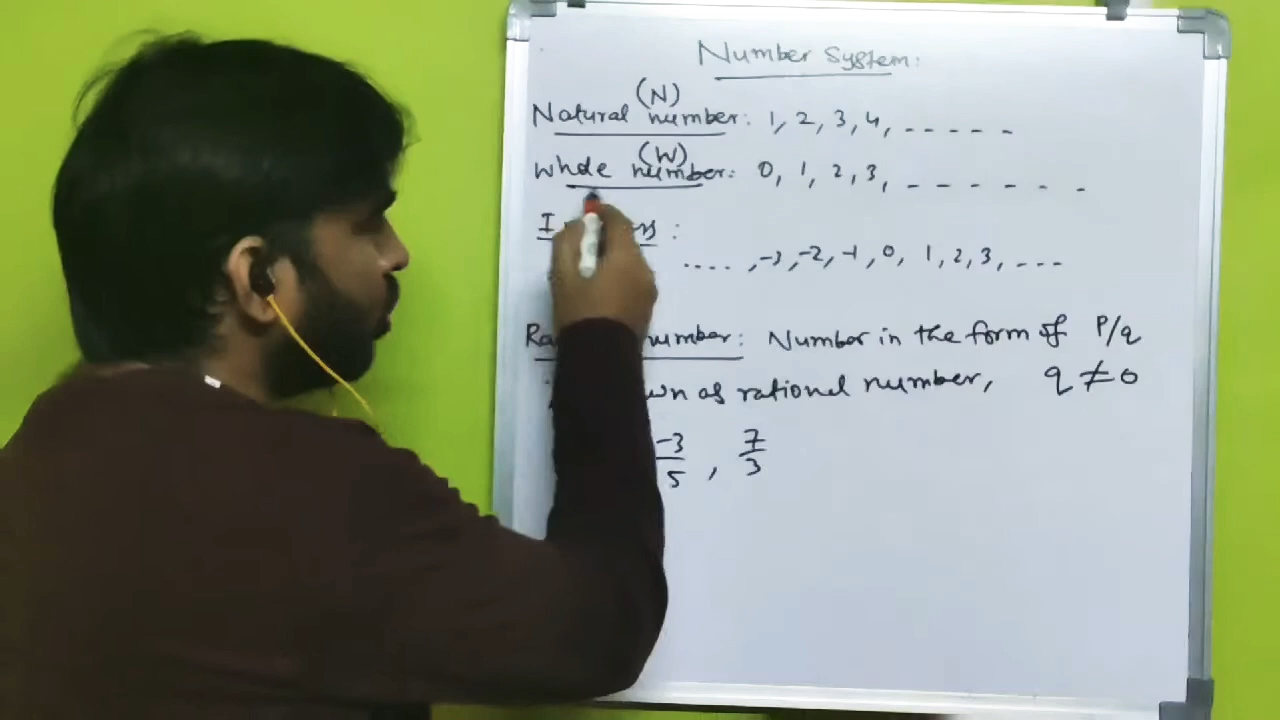 Number System:
(N)
Natural number: 1, 2, 3, 4, - - - - -
(W)
Whole number: 0, 1, 2, 3, - - - - - -
:
.... , -3, -2, -1, 0, 1, 2, 3, - - -
number: Number in the form of P/q
as rational number, q ≠ 0
-3/5 , 7/3